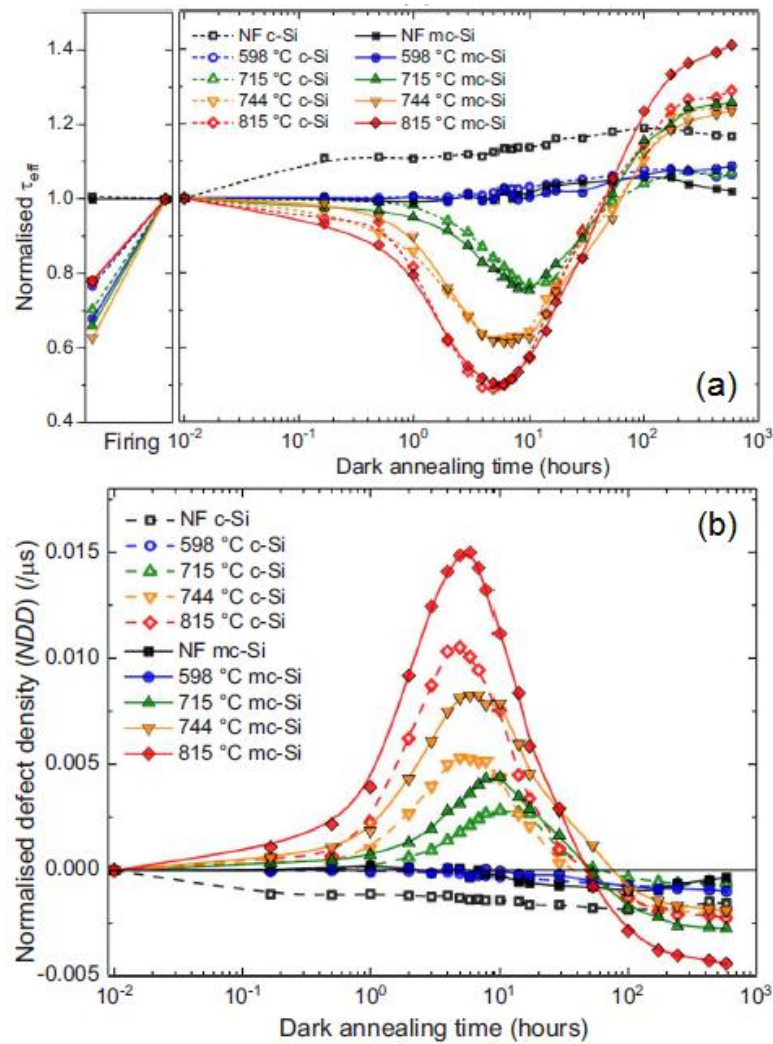 NF c-Si NF mc-Si
598 °C c-Si 598 °C mc-Si
715 °C c-Si 715 °C mc-Si
744 °C c-Si 744 °C mc-Si
815 °C c-Si 815 °C mc-Si
1.4
1.2
1.0
0.8
0.6
0.4
Normalised τeff
(a)
Firing
10⁻² 10⁻¹ 10⁰ 10¹ 10² 10³
Dark annealing time (hours)
(b)
NF c-Si
598 °C c-Si
715 °C c-Si
744 °C c-Si
815 °C c-Si
NF mc-Si
598 °C mc-Si
715 °C mc-Si
744 °C mc-Si
815 °C mc-Si
0.015
0.010
0.005
0.000
-0.005
Normalised defect density (NDD) (/μs)
10⁻² 10⁻¹ 10⁰ 10¹ 10² 10³
Dark annealing time (hours)